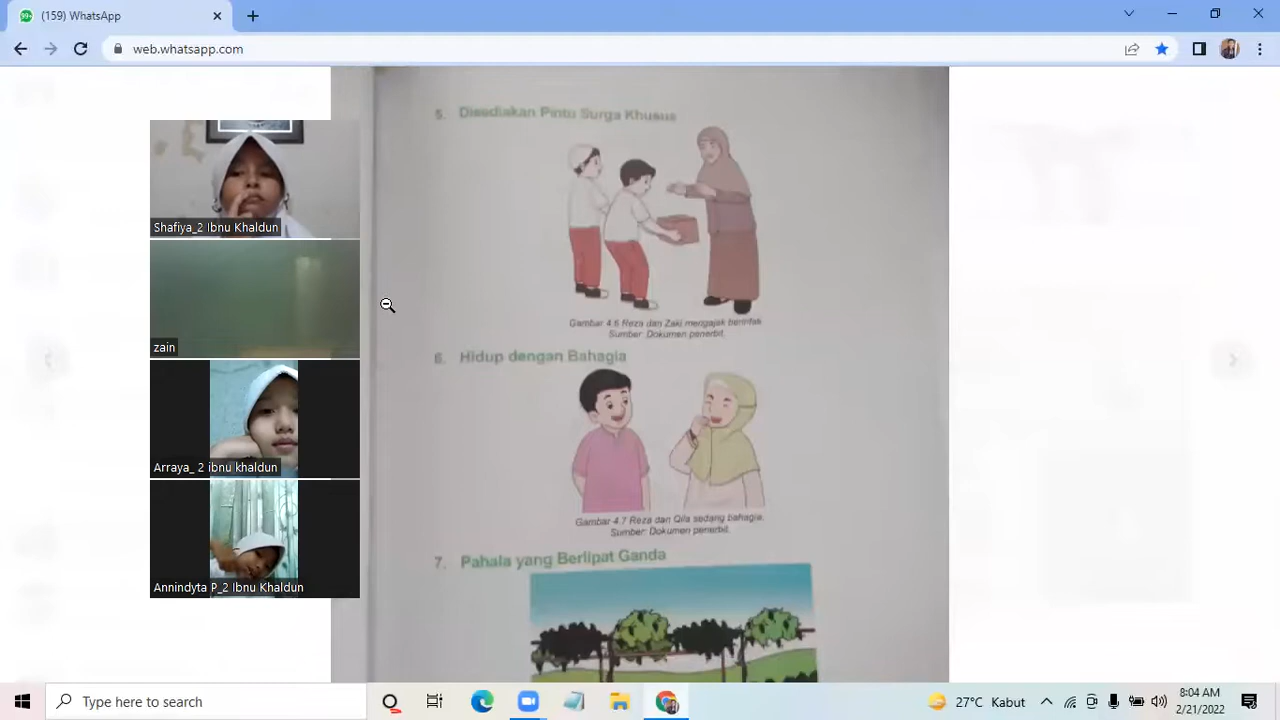 (159) WhatsApp
web.whatsapp.com
5. Disediakan Pintu Surga Khusus
Gambar 4.6 Reza dan Zaki mengajak berinfak
Sumber: Dokumen penerbit.
6. Hidup dengan Bahagia
Gambar 4.7 Reza dan Qila sedang bahagia.
Sumber: Dokumen penerbit.
7. Pahala yang Berlipat Ganda
Shafiya_2 Ibnu Khaldun
zain
Arraya_ 2 ibnu khaldun
Annindyta P_2 Ibnu Khaldun
Type here to search
27°C Kabut
8:04 AM
2/21/2022